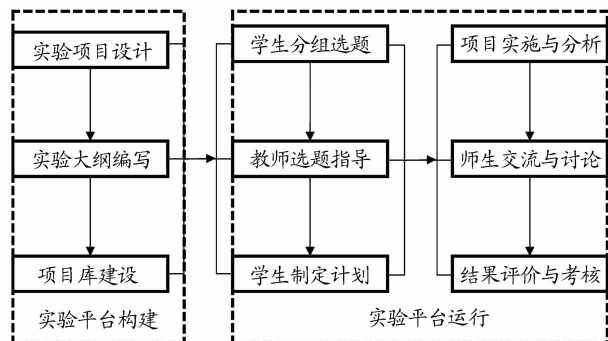 实验项目设计
实验大纲编写
项目库建设
实验平台构建
学生分组选题
教师选题指导
学生制定计划
项目实施与分析
师生交流与讨论
结果评价与考核
实验平台运行